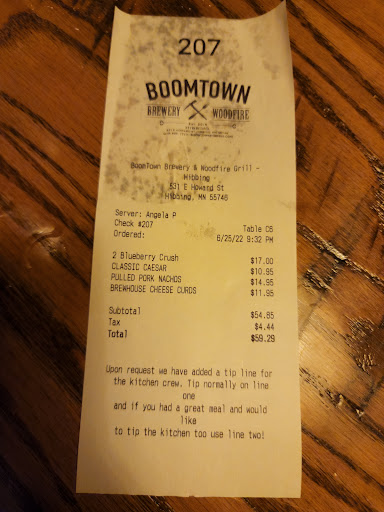 207
BOOMTOWN
BREWERY WOODFIRE
BoomTown Brewery & Woodfire Grill -
Hibbing
531 E Howard St
Hibbing, MN 55746
Server: Angela P
Check #207 Table C6
Ordered: 6/25/22 9:32 PM
2 Blueberry Crush $17.00
CLASSIC CAESAR $10.95
PULLED PORK NACHOS $14.95
BREWHOUSE CHEESE CURDS $11.95
Subtotal $54.85
Tax $4.44
Total $59.29
Upon request we have added a tip line for
the kitchen crew. Tip normally on line
one
and if you had a great meal and would
like
to tip the kitchen too use line two!